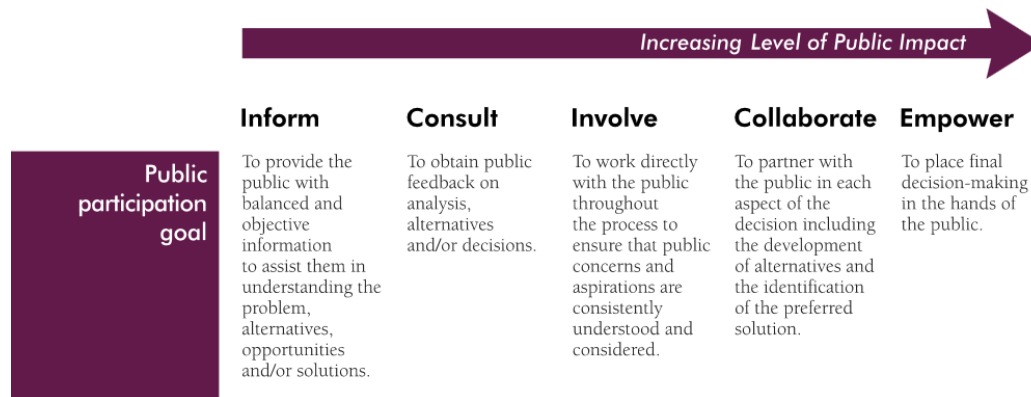 Increasing Level of Public Impact
Inform
Consult
Involve
Collaborate
Empower
Public
participation
goal
To provide the
public with
balanced and
objective
information
to assist them in
understanding the
problem,
alternatives,
opportunities
and/or solutions.
To obtain public
feedback on
analysis,
alternatives
and/or decisions.
To work directly
with the public
throughout
the process to
ensure that public
concerns and
aspirations are
consistently
understood and
considered.
To partner with
the public in each
aspect of the
decision including
the development
of alternatives and
the identification
of the preferred
solution.
To place final
decision-making
in the hands of
the public.